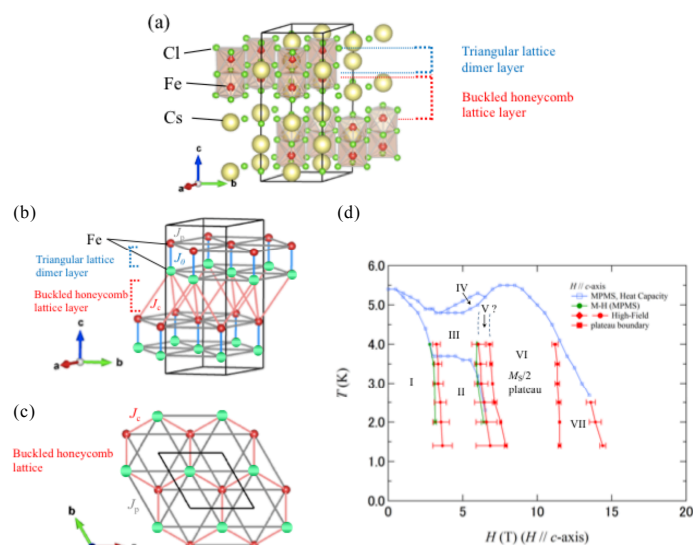 (a)
Cl
Fe
Cs
Triangular lattice
dimer layer
Buckled honeycomb
lattice layer
c
a
b
(b)
Fe
Jp
J0
Triangular lattice
dimer layer
Buckled honeycomb
lattice layer
Jc
c
a
b
(c)
Jc
Buckled honeycomb
lattice
Jp
b
(d)
6.0
5.0
4.0
3.0
2.0
1.0
0.0
T(K)
H // c-axis
MPMS, Heat Capacity
M-H (MPMS)
High-Field
plateau boundary
IV
V ?
III
VI
I
II
MS/2
plateau
VII
0
5
10
15
20
H (T) (H // c-axis)